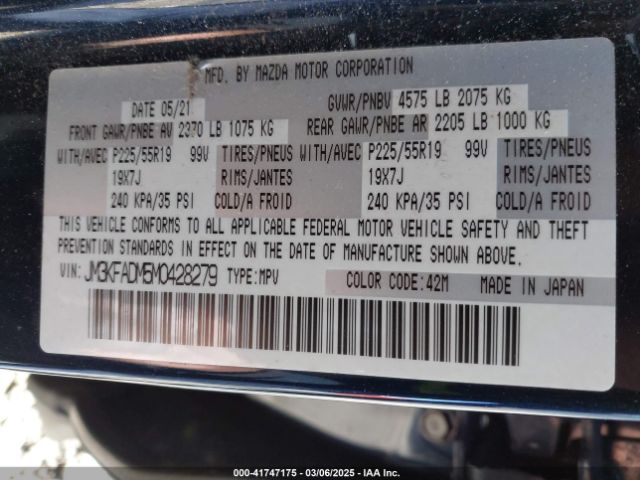 MFD. BY MAZDA MOTOR CORPORATION
DATE 05/21 GVWR/PNBV 4575 LB 2075 KG
FRONT GAWR/PNBE AV 2370 LB 1075 KG REAR GAWR/PNBE AR 2205 LB 1000 KG
WITH/AVEC P225/55R19 99V TIRES/PNEUS WITH/AVEC P225/55R19 99V TIRES/PNEUS
19X7J RIMS/JANTES 19X7J RIMS/JANTES
240 KPA/35 PSI COLD/A FROID 240 KPA/35 PSI COLD/A FROID
THIS VEHICLE CONFORMS TO ALL APPLICABLE FEDERAL MOTOR VEHICLE SAFETY AND THEFT
PREVENTION STANDARDS IN EFFECT ON THE DATE OF MANUFACTURE SHOWN ABOVE.
VIN: JM3KFADM5M0428279 TYPE:MPV COLOR CODE:42M MADE IN JAPAN
000-41747175 - 03/06/2025 - IAA Inc.